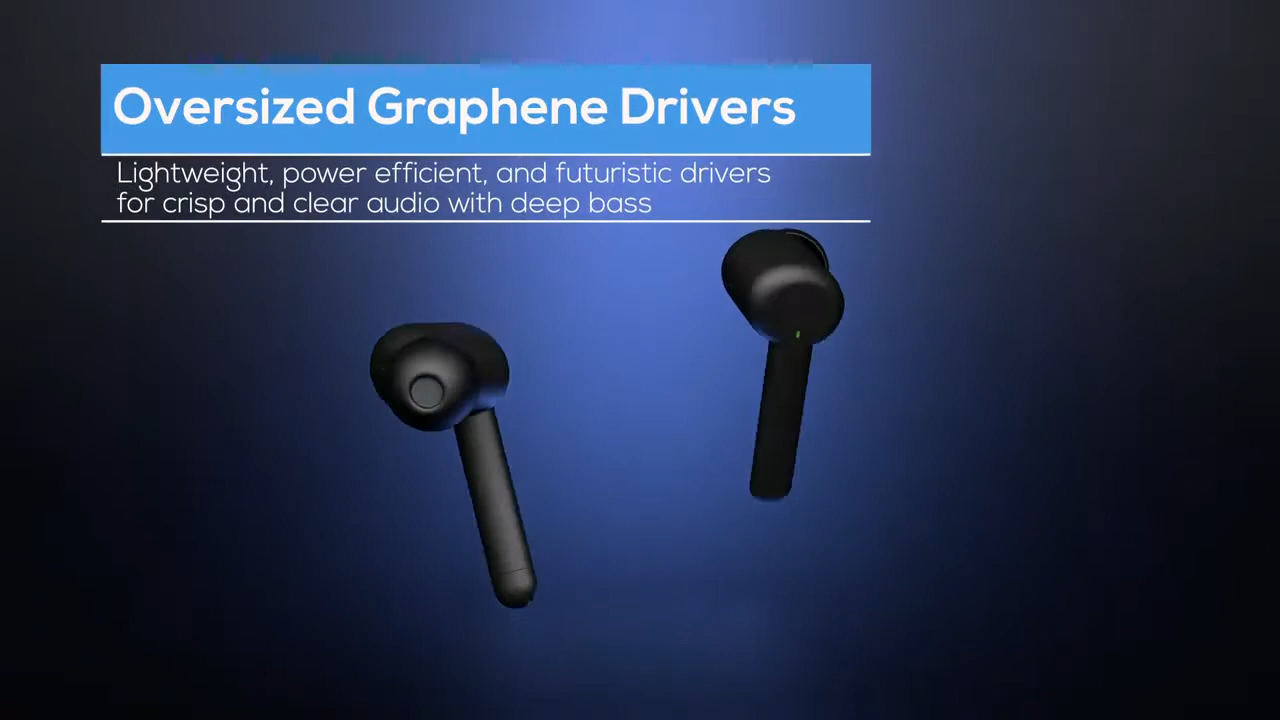 Oversized Graphene Drivers
Lightweight, power efficient, and futuristic drivers
for crisp and clear audio with deep bass